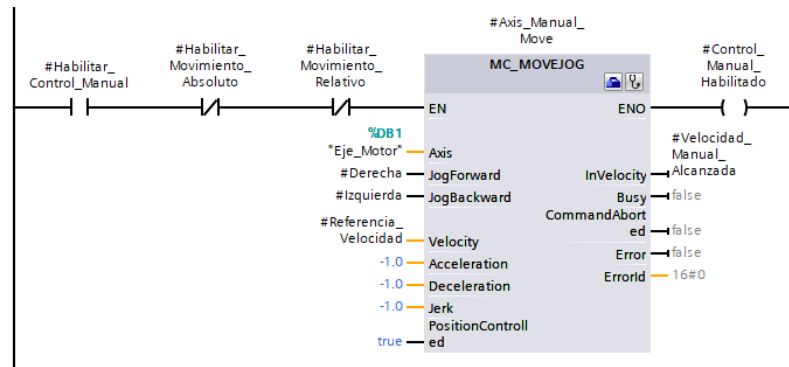 #Axis_Manual_
Move
#Habilitar_
Control_Manual
#Habilitar_
Movimiento_
Absoluto
#Habilitar_
Movimiento_
Relativo
MC_MOVEJOG
#Control_
Manual_
Habilitado
EN
ENO
%DB1
"Eje_Motor"
Axis
#Derecha
JogForward
#Izquierda
JogBackward
#Referencia_
Velocidad
Velocity
-1.0
Acceleration
-1.0
Deceleration
-1.0
Jerk
true
PositionControll
ed
#Velocidad_
Manual_
Alcanzada
InVelocity
Busy
false
CommandAbort
ed
false
Error
false
ErrorId
16#0